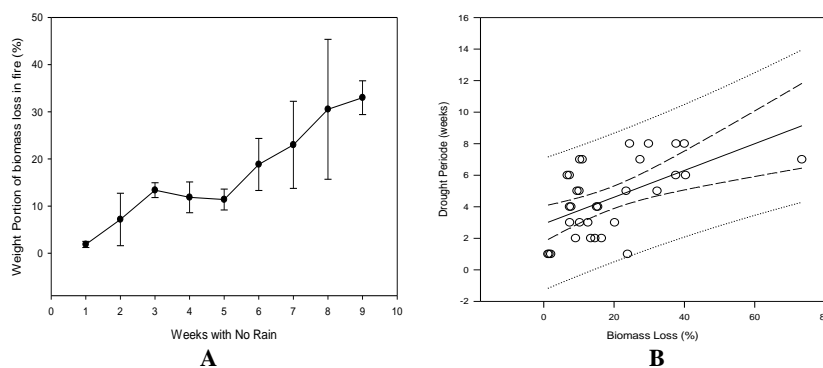 Weight Portion of biomass loss in fire (%)
50
40
30
20
10
0
0 1 2 3 4 5 6 7 8 9 10
Weeks with No Rain
A
Drought Periode (weeks)
16
14
12
10
8
6
4
2
0
-2
0 20 40 60 80
Biomass Loss (%)
B